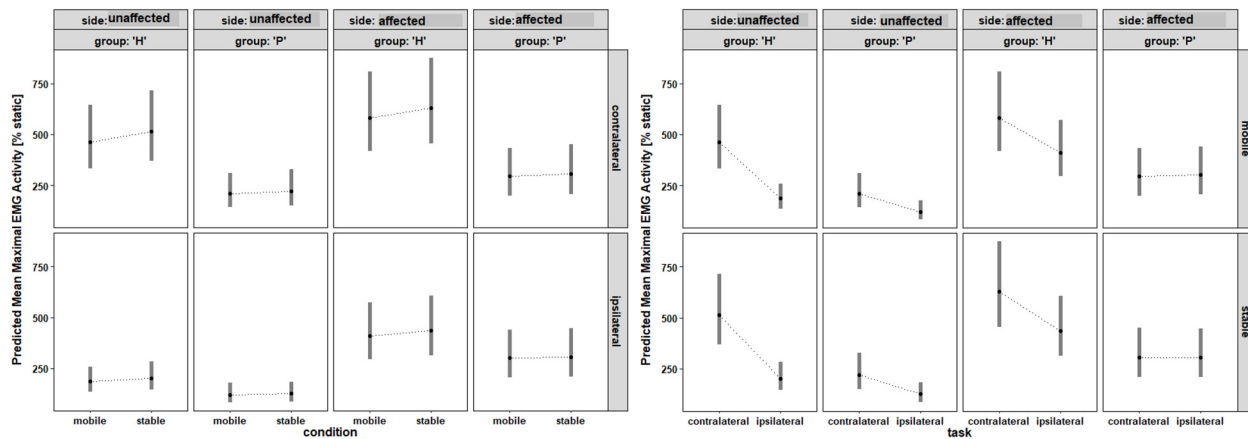 side: unaffected side: unaffected side: affected side: affected
group: 'H' group: 'P' group: 'H' group: 'P'
Predicted Mean Maximal EMG Activity [% static]
750
500
250
contralateral
750
500
250
ipsilateral
mobile stable mobile stable mobile stable mobile stable
condition
side: unaffected side: unaffected side: affected side: affected
group: 'H' group: 'P' group: 'H' group: 'P'
Predicted Mean Maximal EMG Activity [% static]
750
500
250
mobile
750
500
250
stable
contralateral ipsilateral contralateral ipsilateral contralateral ipsilateral contralateral ipsilateral
task